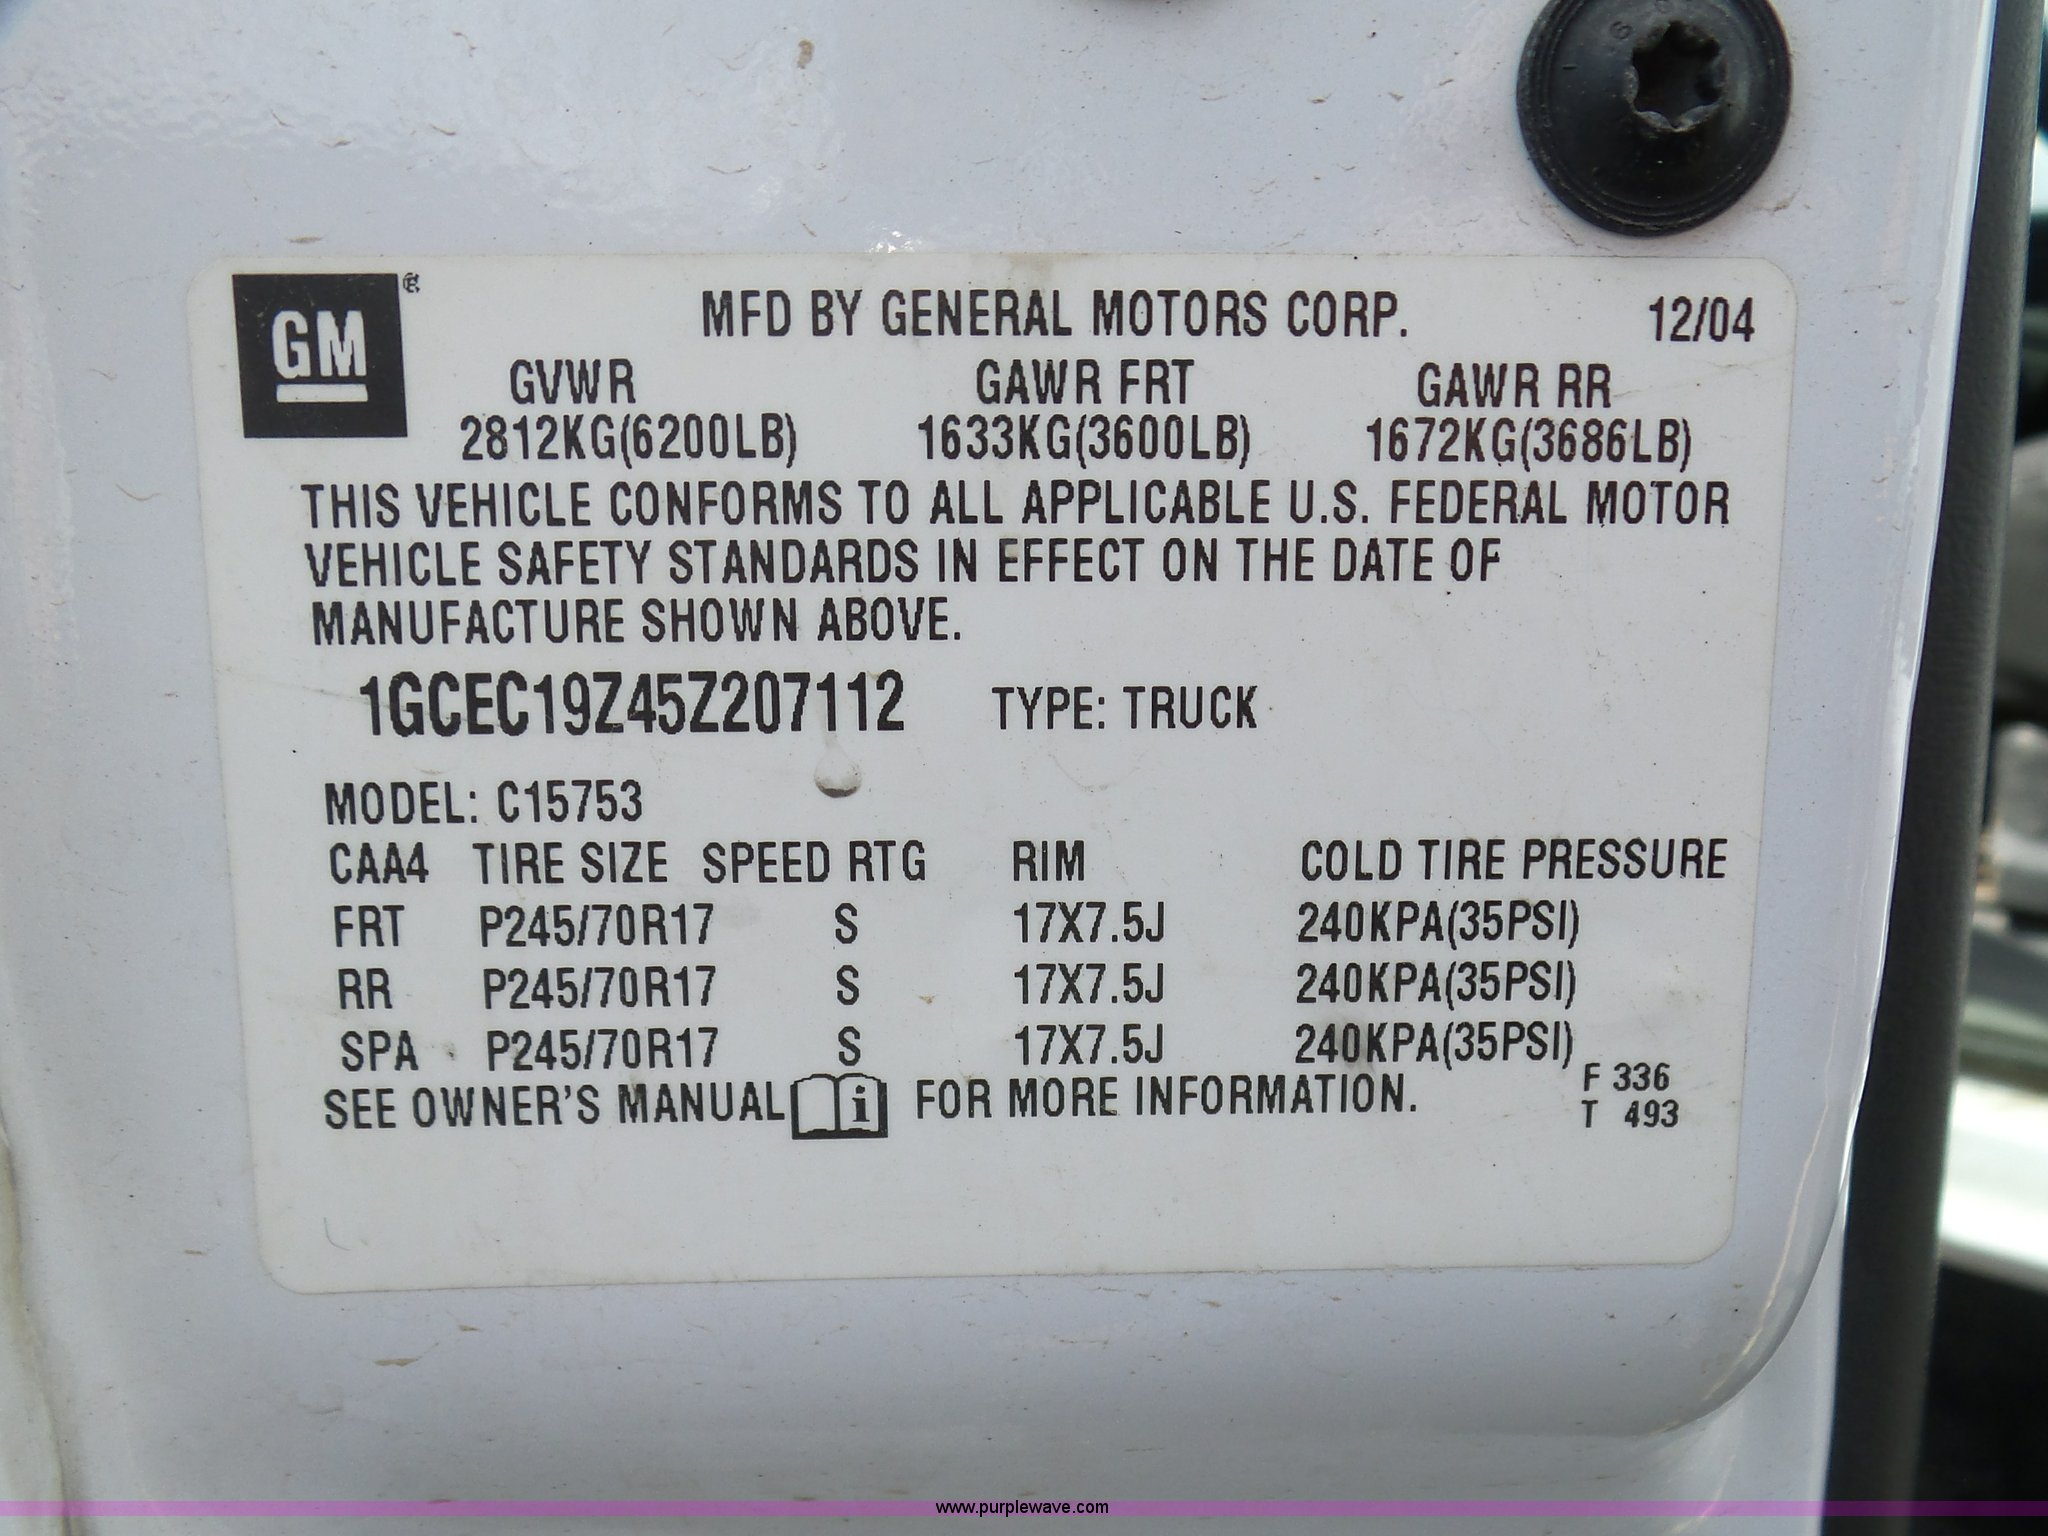 GM ® MFD BY GENERAL MOTORS CORP. 12/04
GVWR GAWR FRT GAWR RR
2812KG(6200LB) 1633KG(3600LB) 1672KG(3686LB)
THIS VEHICLE CONFORMS TO ALL APPLICABLE U.S. FEDERAL MOTOR
VEHICLE SAFETY STANDARDS IN EFFECT ON THE DATE OF
MANUFACTURE SHOWN ABOVE.
1GCEC19Z45Z207112 TYPE: TRUCK
MODEL: C15753
CAA4 TIRE SIZE SPEED RTG RIM COLD TIRE PRESSURE
FRT P245/70R17 S 17X7.5J 240KPA(35PSI)
RR P245/70R17 S 17X7.5J 240KPA(35PSI)
SPA P245/70R17 S 17X7.5J 240KPA(35PSI)
SEE OWNER'S MANUAL i FOR MORE INFORMATION. F 336
T 493
www.purplewave.com